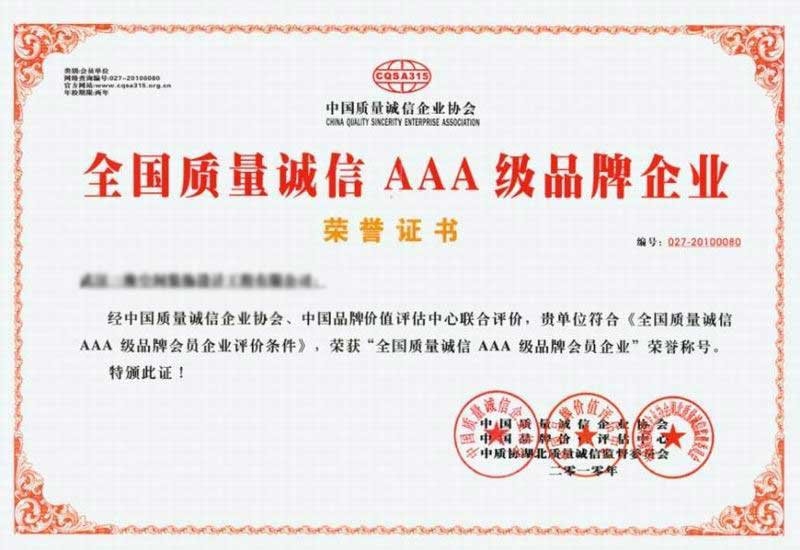 类别:会员单位
网络查询编号:027-20100080
官方网站:www.cqsa315.org.cn
年检期限:两年
CQSA315
中国质量诚信企业协会
CHINA QUALITY SINCERITY ENTERPRISE ASSOCIATION
全国质量诚信 AAA 级品牌企业
荣誉证书
编号：027-20100080
经中国质量诚信企业协会、中国品牌价值评估中心联合评价，贵单位符合《全国质量诚信
AAA 级品牌会员企业评价条件》，荣获“全国质量诚信 AAA 级品牌会员企业”荣誉称号。
特颁此证！
中国质量诚信企业协会
中国品牌价值评估中心
中质协湖北质量诚信监督委员会
二〇一〇年